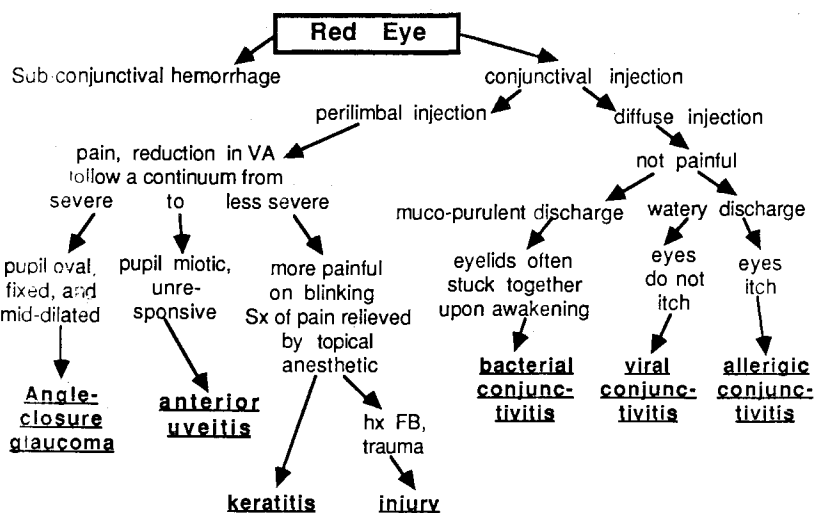 Red Eye
Sub-conjunctival hemorrhage
conjunctival injection
perilimbal injection
diffuse injection
pain, reduction in VA
follow a continuum from
severe to less severe
not painful
muco-purulent discharge
watery discharge
pupil oval,
fixed, and
mid-dilated
pupil miotic,
unre-
sponsive
more painful
on blinking
Sx of pain relieved
by topical
anesthetic
eyelids often
stuck together
upon awakening
eyes
do not
itch
eyes
itch
Angle-
closure
glaucoma
anterior
uveitis
hx FB,
trauma
keratitis
injury
bacterial
conjunc-
tivitis
viral
conjunc-
tivitis
allerigic
conjunc-
tivitis